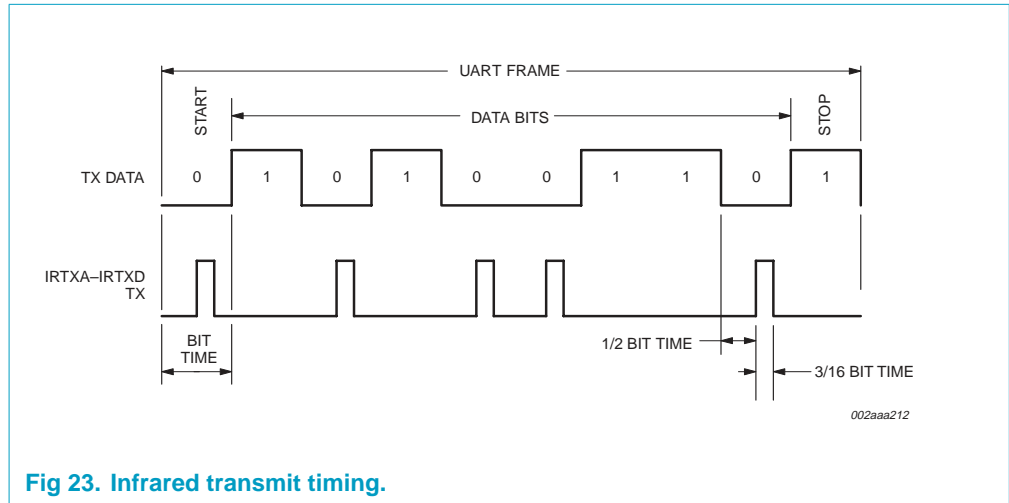 UART FRAME
START
DATA BITS
STOP
TX DATA
0 1 0 1 0 0 1 1 0 1
IRTXA–IRTXD
TX
BIT
TIME
1/2 BIT TIME
3/16 BIT TIME
002aaa212
Fig 23. Infrared transmit timing.